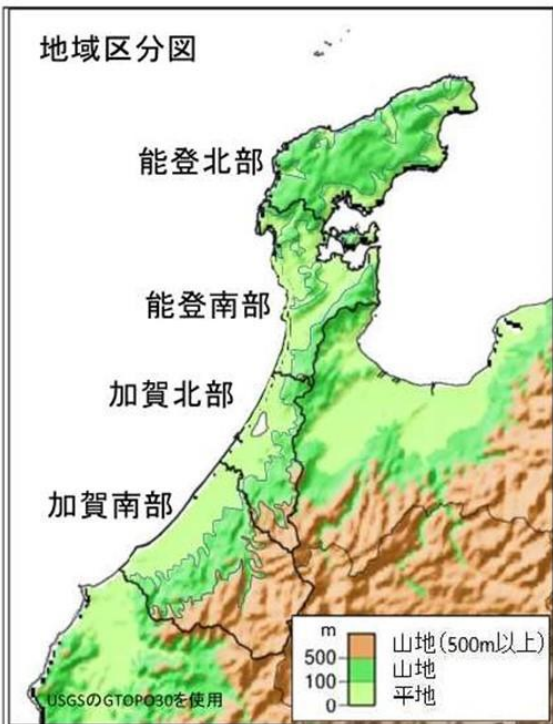 地域区分図
能登北部
能登南部
加賀北部
加賀南部
m
500
100
0
山地(500m以上)
山地
平地
USGSのGTOPO30を使用